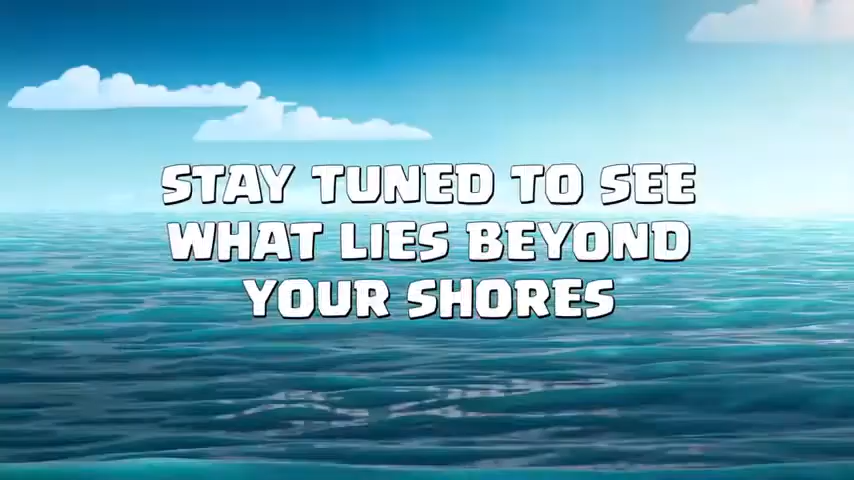 STAY TUNED TO SEE
WHAT LIES BEYOND
YOUR SHORES